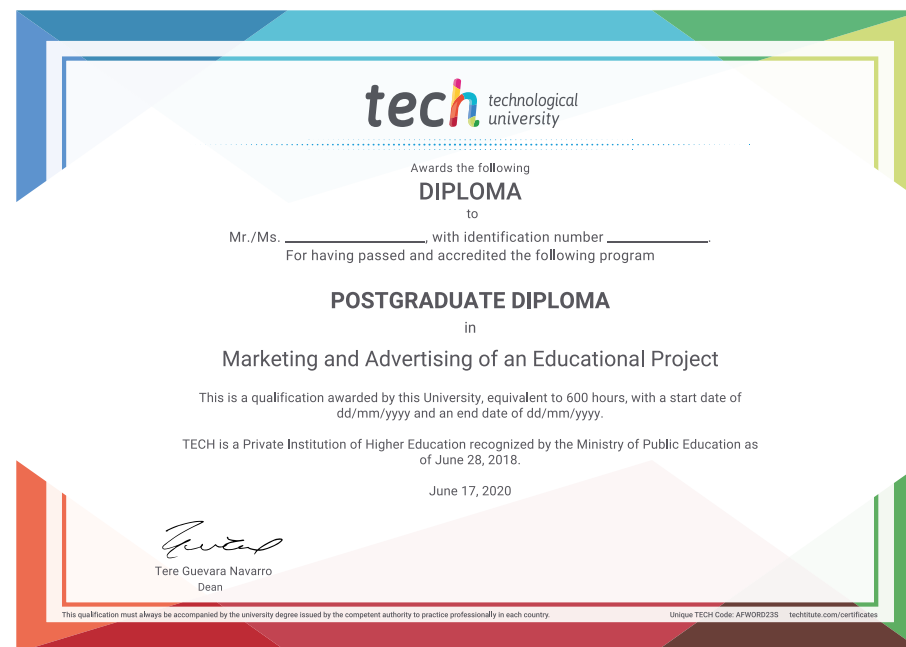 tech technological
university
Awards the following
DIPLOMA
to
Mr./Ms. ____________________, with identification number ______________.
For having passed and accredited the following program
POSTGRADUATE DIPLOMA
in
Marketing and Advertising of an Educational Project
This is a qualification awarded by this University, equivalent to 600 hours, with a start date of
dd/mm/yyyy and an end date of dd/mm/yyyy.
TECH is a Private Institution of Higher Education recognized by the Ministry of Public Education as
of June 28, 2018.
June 17, 2020
Tere Guevara Navarro
Dean
This qualification must always be accompanied by the university degree issued by the competent authority to practice professionally in each country. Unique TECH Code: AFWORD23S techtitute.com/certificates